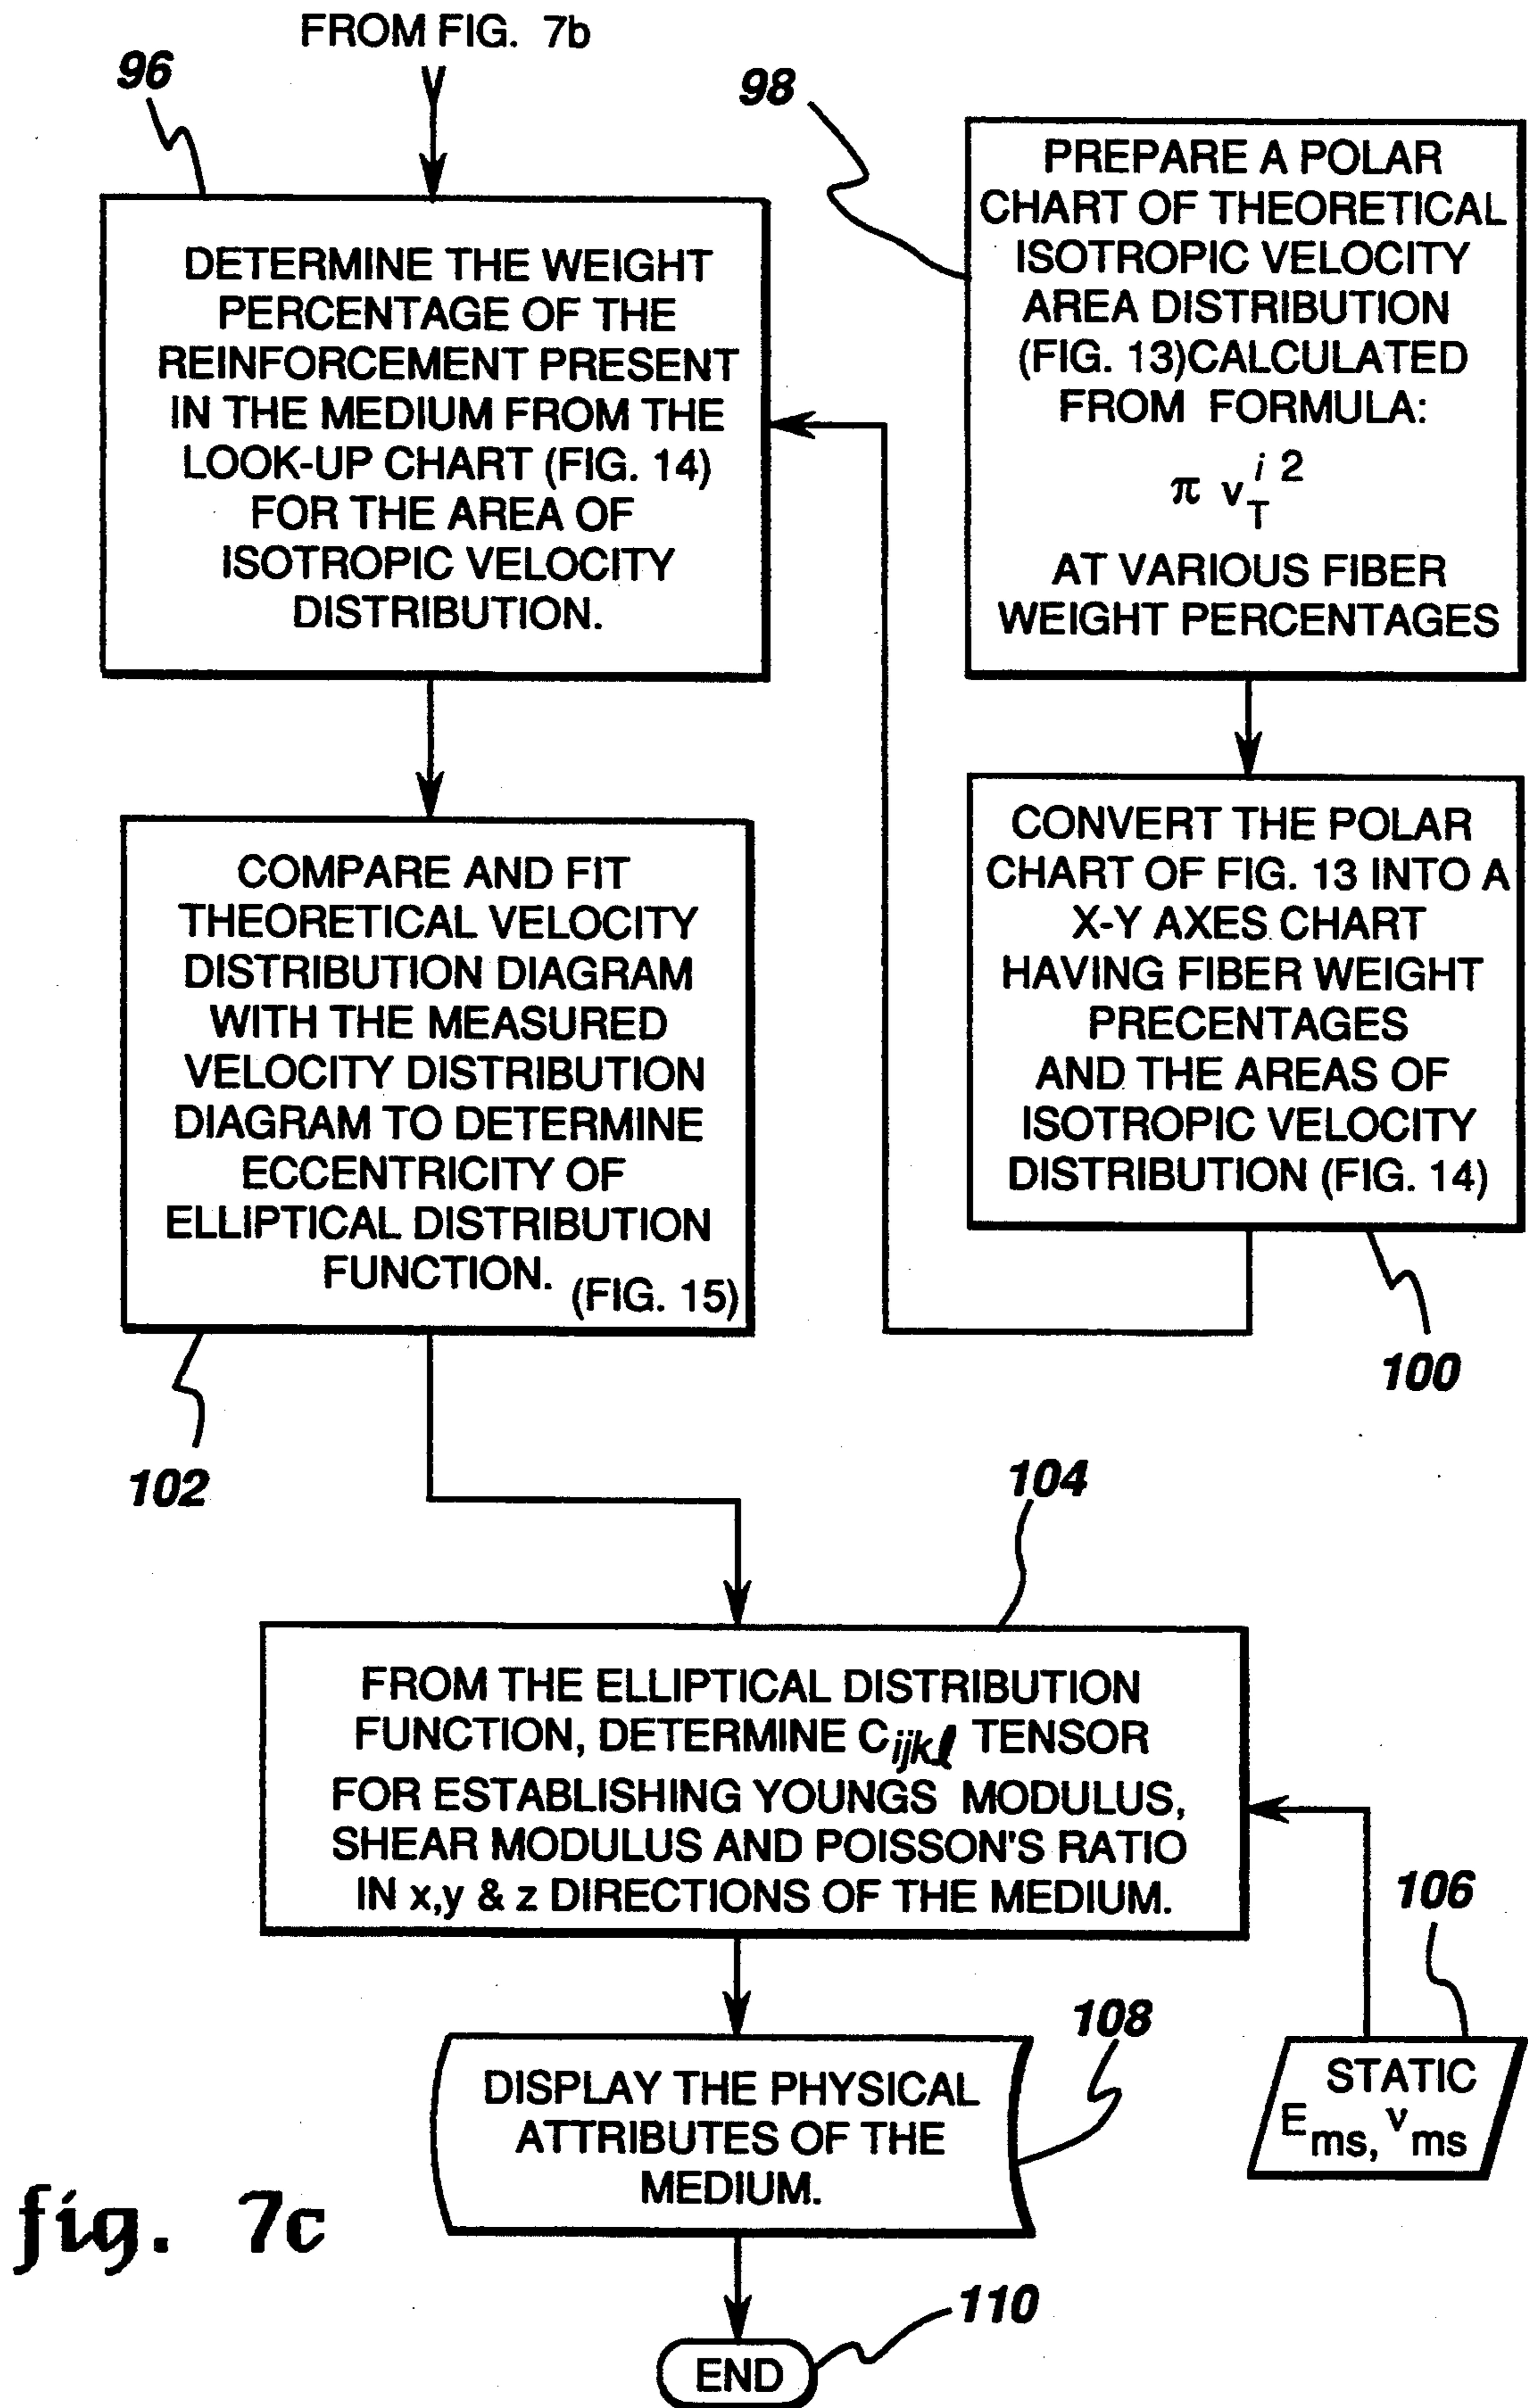 FROM FIG. 7b
96
DETERMINE THE WEIGHT
PERCENTAGE OF THE
REINFORCEMENT PRESENT
IN THE MEDIUM FROM THE
LOOK-UP CHART (FIG. 14)
FOR THE AREA OF
ISOTROPIC VELOCITY
DISTRIBUTION.
98
PREPARE A POLAR
CHART OF THEORETICAL
ISOTROPIC VELOCITY
AREA DISTRIBUTION
(FIG. 13)CALCULATED
FROM FORMULA:
π v_T^i 2
AT VARIOUS FIBER
WEIGHT PERCENTAGES
CONVERT THE POLAR
CHART OF FIG. 13 INTO A
X-Y AXES CHART
HAVING FIBER WEIGHT
PRECENTAGES
AND THE AREAS OF
ISOTROPIC VELOCITY
DISTRIBUTION (FIG. 14)
100
COMPARE AND FIT
THEORETICAL VELOCITY
DISTRIBUTION DIAGRAM
WITH THE MEASURED
VELOCITY DISTRIBUTION
DIAGRAM TO DETERMINE
ECCENTRICITY OF
ELLIPTICAL DISTRIBUTION
FUNCTION. (FIG. 15)
102
104
FROM THE ELLIPTICAL DISTRIBUTION
FUNCTION, DETERMINE C_ijkl TENSOR
FOR ESTABLISHING YOUNGS MODULUS,
SHEAR MODULUS AND POISSON'S RATIO
IN x,y & z DIRECTIONS OF THE MEDIUM.
106
STATIC
E_ms, ν_ms
108
DISPLAY THE PHYSICAL
ATTRIBUTES OF THE
MEDIUM.
110
END
fig. 7c